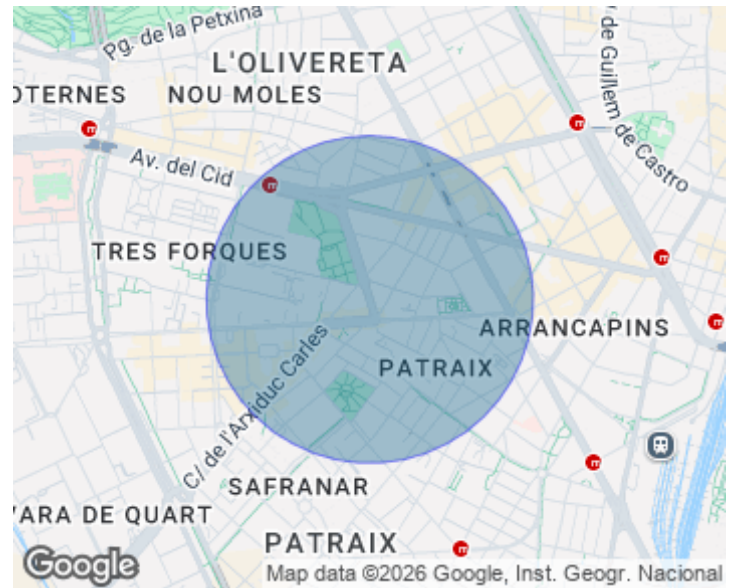 Pg. de la Petxina
y de Guillem de Castro
L'OLIVERETA
OTERNES
NOU MOLES
Av. del Cid
TRES FORQUES
ARRANCAPINS
C/ de l'Arxiduc Carles
PATRAIX
SAFRANAR
'ARA DE QUART
PATRAIX
Google
Map data ©2026 Google, Inst. Geogr. Nacional